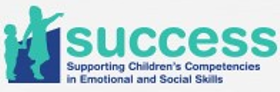 success
Supporting Children's Competencies
in Emotional and Social Skills